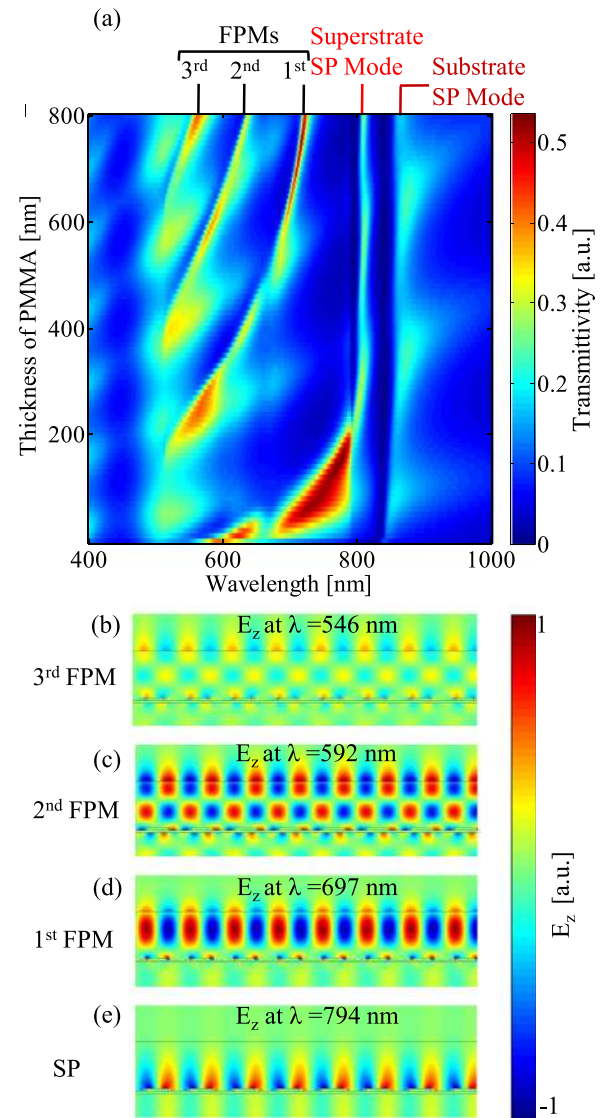 (a)
FPMs
Superstrate
SP Mode
3rd 2nd 1st
Substrate
SP Mode
800
600
400
200
Thickness of PMMA [nm]
400 600 800 1000
Wavelength [nm]
0.5
0.4
0.3
0.2
0.1
0
Transmittivity [a.u.]
(b)
Ez at λ =546 nm
3rd FPM
(c)
Ez at λ =592 nm
2nd FPM
(d)
Ez at λ =697 nm
1st FPM
(e)
Ez at λ =794 nm
SP
1
Ez [a.u.]
-1